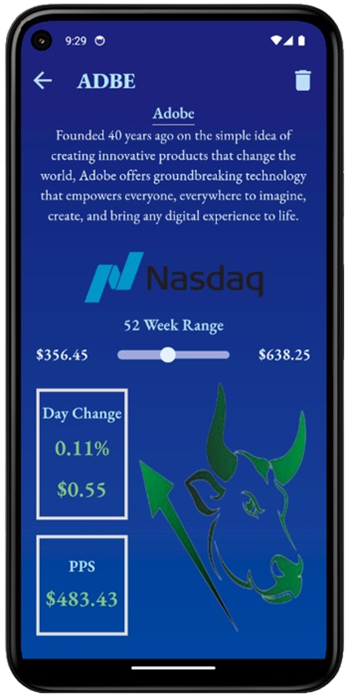 9:29
ADBE
Adobe
Founded 40 years ago on the simple idea of
creating innovative products that change the
world, Adobe offers groundbreaking technology
that empowers everyone, everywhere to imagine,
create, and bring any digital experience to life.
Nasdaq
52 Week Range
$356.45 $638.25
Day Change
0.11%
$0.55
PPS
$483.43